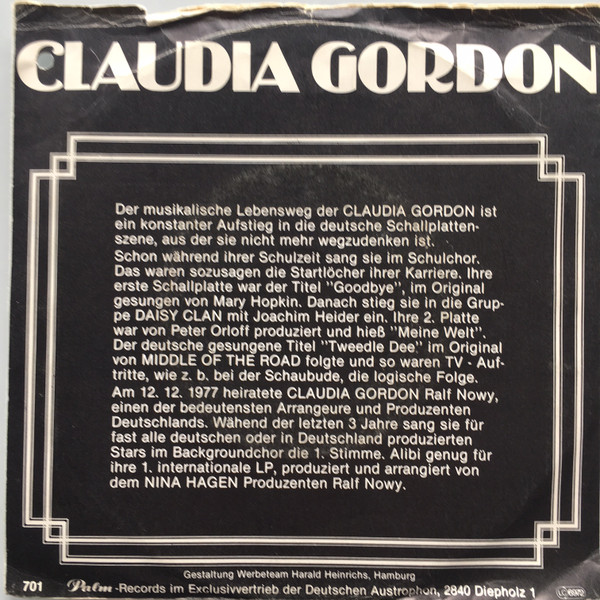 CLAUDIA GORDON
Der musikalische Lebensweg der CLAUDIA GORDON ist
ein konstanter Aufstieg in die deutsche Schallplatten-
szene, aus der sie nicht mehr wegzudenken ist.
Schon während ihrer Schulzeit sang sie im Schulchor.
Das waren sozusagen die Startlöcher ihrer Karriere. Ihre
erste Schallplatte war der Titel "Goodbye", im Original
gesungen von Mary Hopkin. Danach stieg sie in die Grup-
pe DAISY CLAN mit Joachim Heider ein. Ihre 2. Platte
war von Peter Orloff produziert und hieß "Meine Welt".
Der deutsche gesungene Titel "Tweedle Dee" im Original
von MIDDLE OF THE ROAD folgte und so waren TV - Auf-
tritte, wie z. b. bei der Schaubude, die logische Folge.
Am 12. 12. 1977 heiratete CLAUDIA GORDON Ralf Nowy,
einen der bedeutensten Arrangeure und Produzenten
Deutschlands. Wähend der letzten 3 Jahre sang sie für
fast alle deutschen oder in Deutschland produzierten
Stars im Backgroundchor die 1. Stimme. Alibi genug für
ihre 1. internationale LP, produziert und arrangiert von
dem NINA HAGEN Produzenten Ralf Nowy.
Gestaltung Werbeteam Harald Heinrichs, Hamburg
701 Palm-Records im Exclusivvertrieb der Deutschen Austrophon, 2840 Diepholz 1